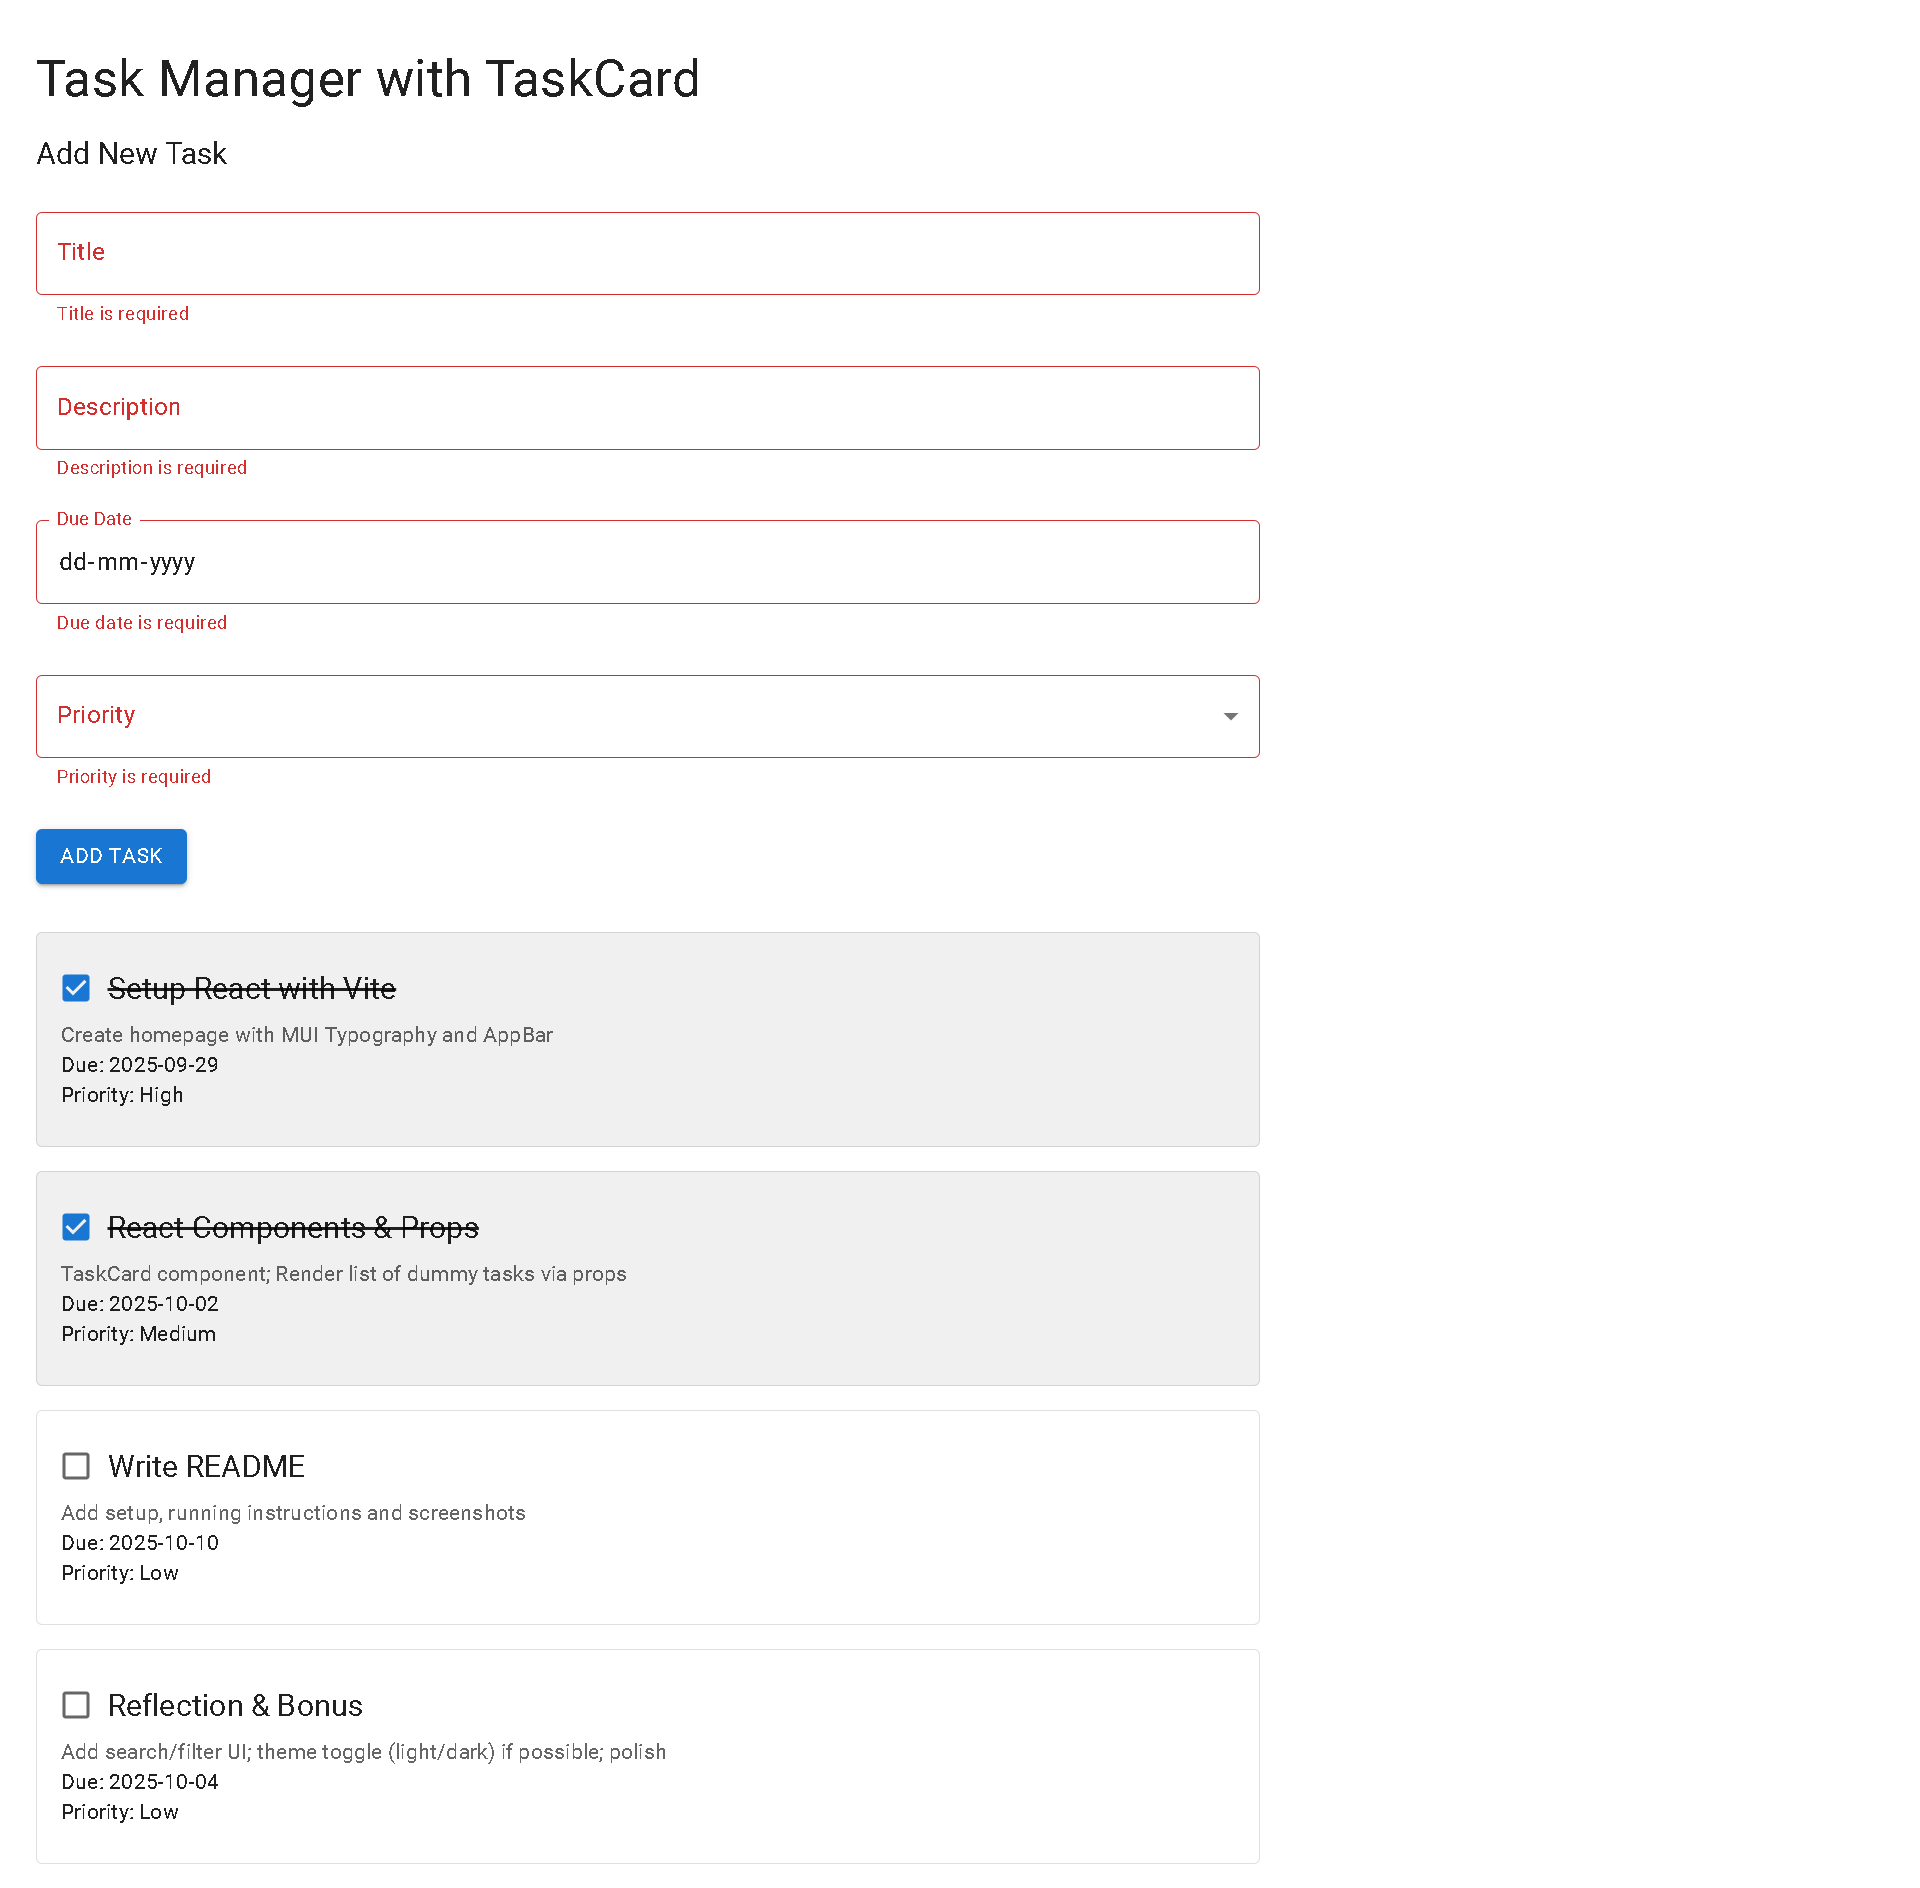 Task Manager with TaskCard
Add New Task
Title
Title is required
Description
Description is required
Due Date
dd-mm-yyyy
Due date is required
Priority
Priority is required
ADD TASK
Setup React with Vite
Create homepage with MUI Typography and AppBar
Due: 2025-09-29
Priority: High
React Components & Props
TaskCard component; Render list of dummy tasks via props
Due: 2025-10-02
Priority: Medium
Write README
Add setup, running instructions and screenshots
Due: 2025-10-10
Priority: Low
Reflection & Bonus
Add search/filter UI; theme toggle (light/dark) if possible; polish
Due: 2025-10-04
Priority: Low